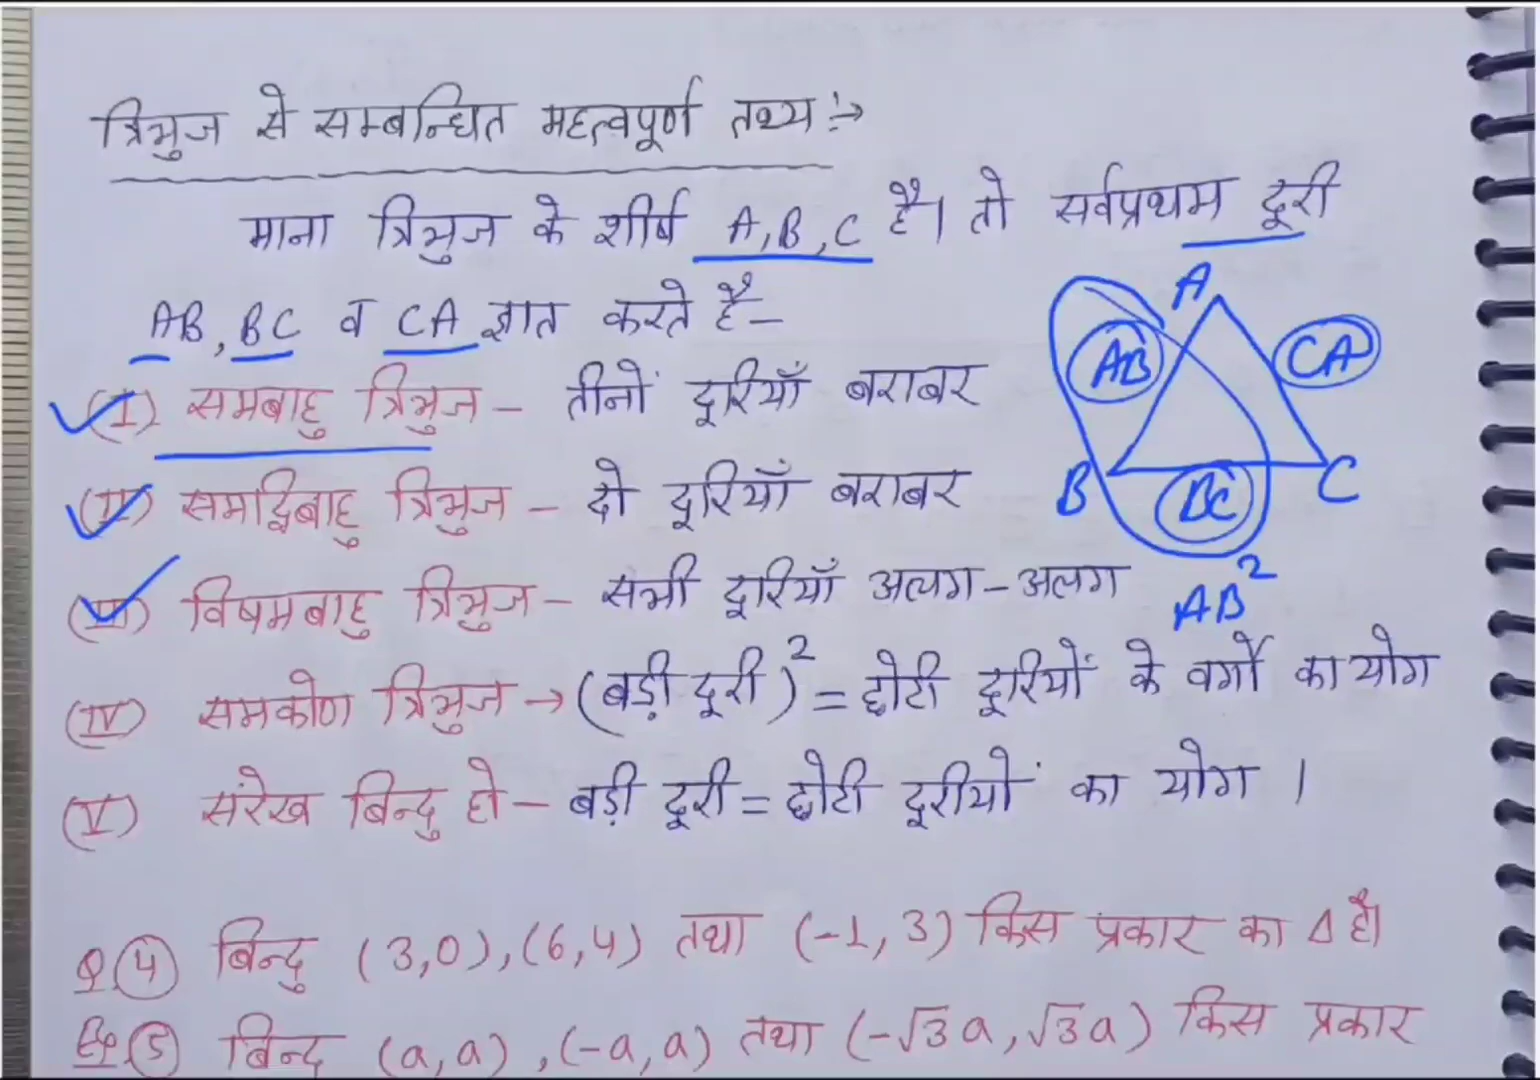 त्रिभुज से सम्बन्धित महत्वपूर्ण तथ्य :→
माना त्रिभुज के शीर्ष A, B, C है। तो सर्वप्रथम दूरी
AB, BC व CA ज्ञात करते है –
(I) समबाहु त्रिभुज – तीनों दूरियाँ बराबर
(II) समद्विबाहु त्रिभुज – दो दूरियाँ बराबर
(III) विषमबाहु त्रिभुज – सभी दूरियाँ अलग-अलग
(IV) समकोण त्रिभुज → (बड़ी दूरी)² = छोटी दूरियों के वर्गों का योग
(V) संरेख बिन्दु हो – बड़ी दूरी = छोटी दूरीयों का योग ।
Q.(4) बिन्दु (3,0), (6,4) तथा (-1,3) किस प्रकार का Δ है।
(5) बिन्द (a,a), (-a,a) तथा (-√3a, √3a) किस प्रकार
A
AB
CA
B
BC
C
AB²